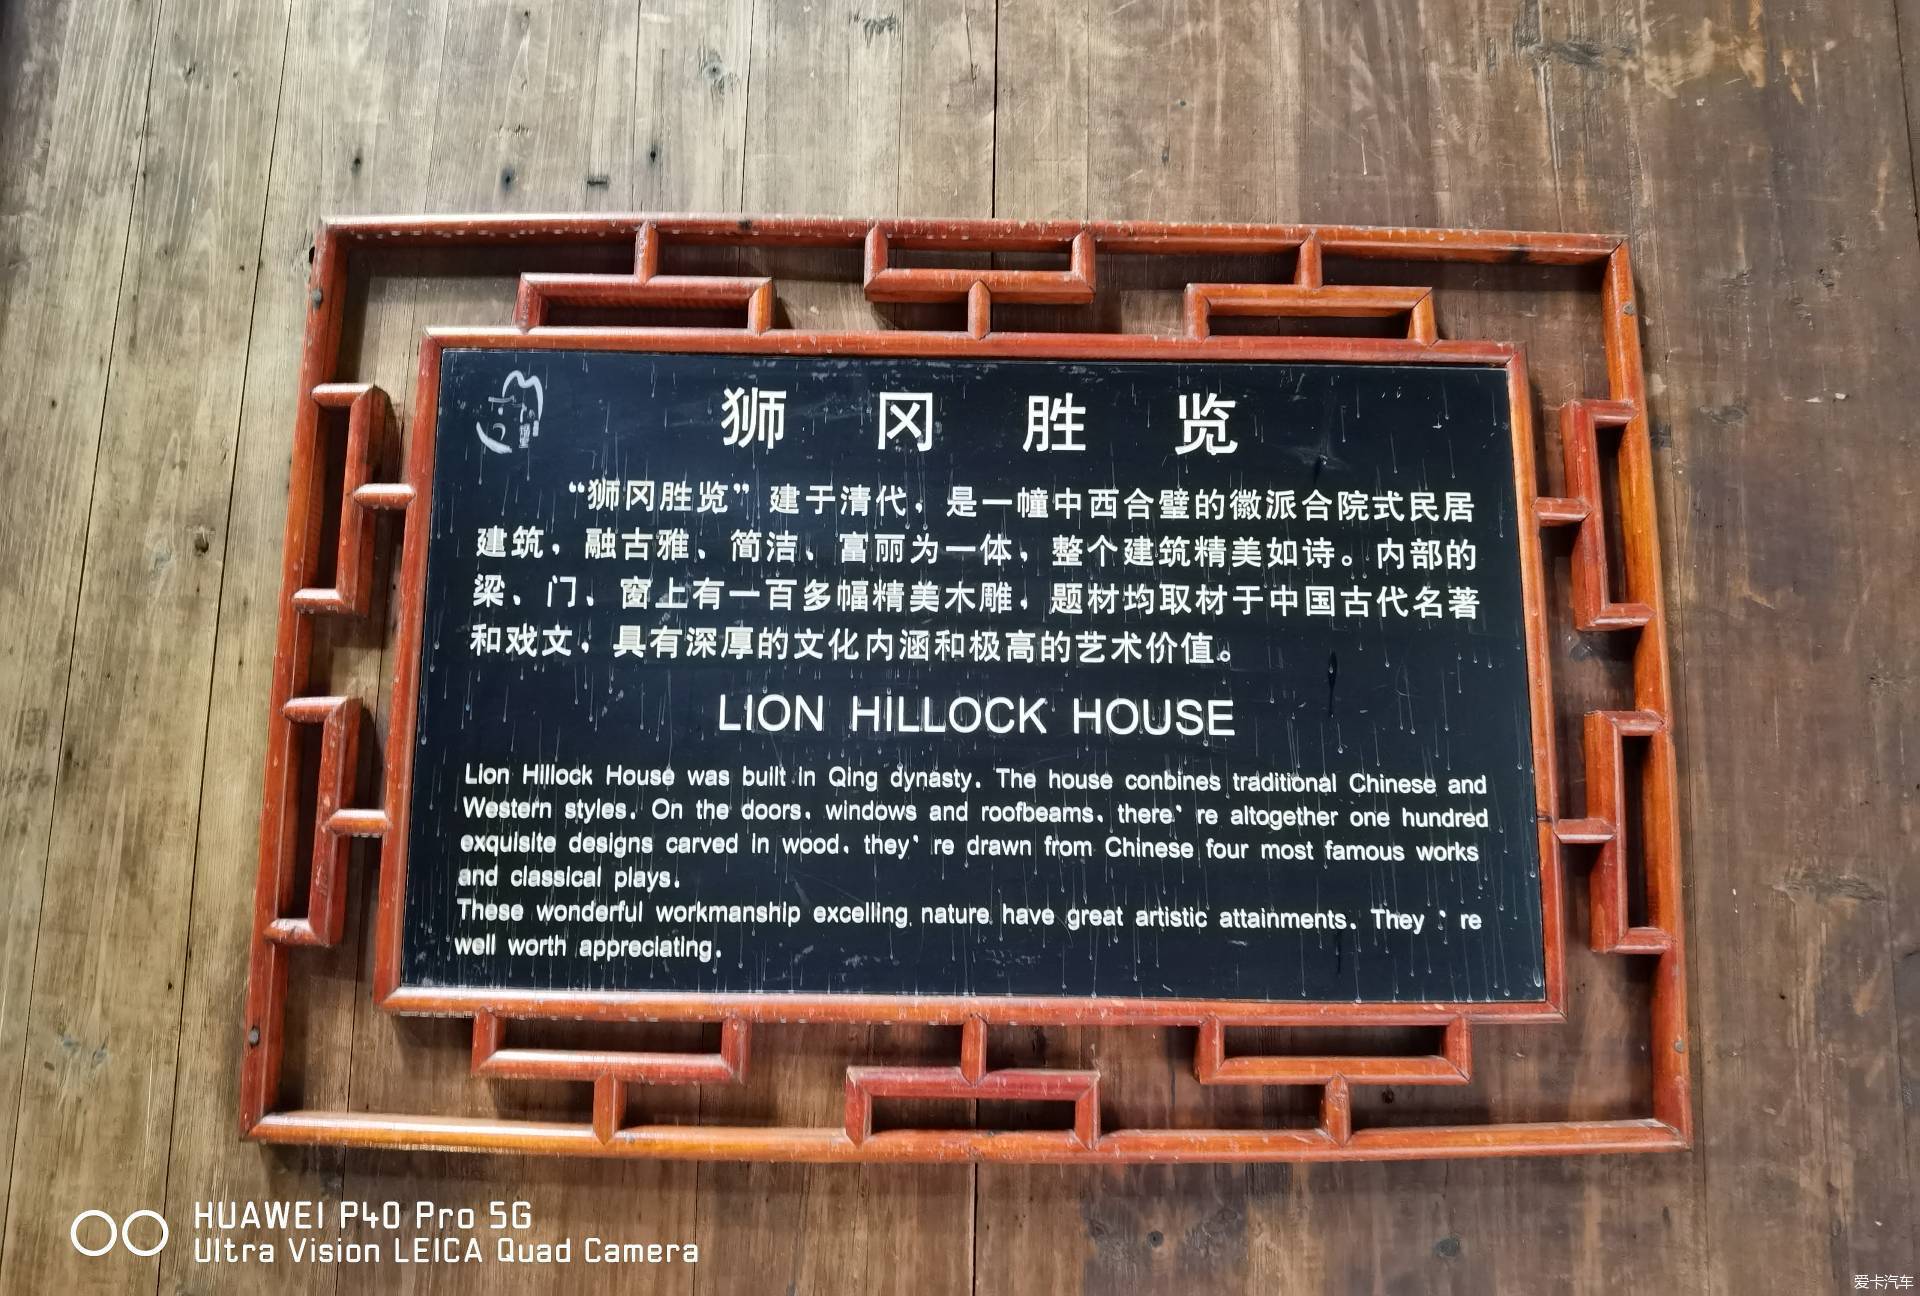 狮冈胜览
“狮冈胜览”建于清代，是一幢中西合璧的徽派合院式民居
建筑，融古雅、简洁、富丽为一体，整个建筑精美如诗。内部的
梁、门、窗上有一百多幅精美木雕，题材均取材于中国古代名著
和戏文，具有深厚的文化内涵和极高的艺术价值。
LION HILLOCK HOUSE
Lion Hillock House was built in Qing dynasty. The house conbines traditional Chinese and
Western styles. On the doors, windows and roofbeams, there’ re altogether one hundred
exquisite designs carved in wood, they’ re drawn from Chinese four most famous works
and classical plays.
These wonderful workmanship excelling nature have great artistic attainments. They ’ re
well worth appreciating.
HUAWEI P40 Pro 5G
Ultra Vision LEICA Quad Camera
爱卡汽车